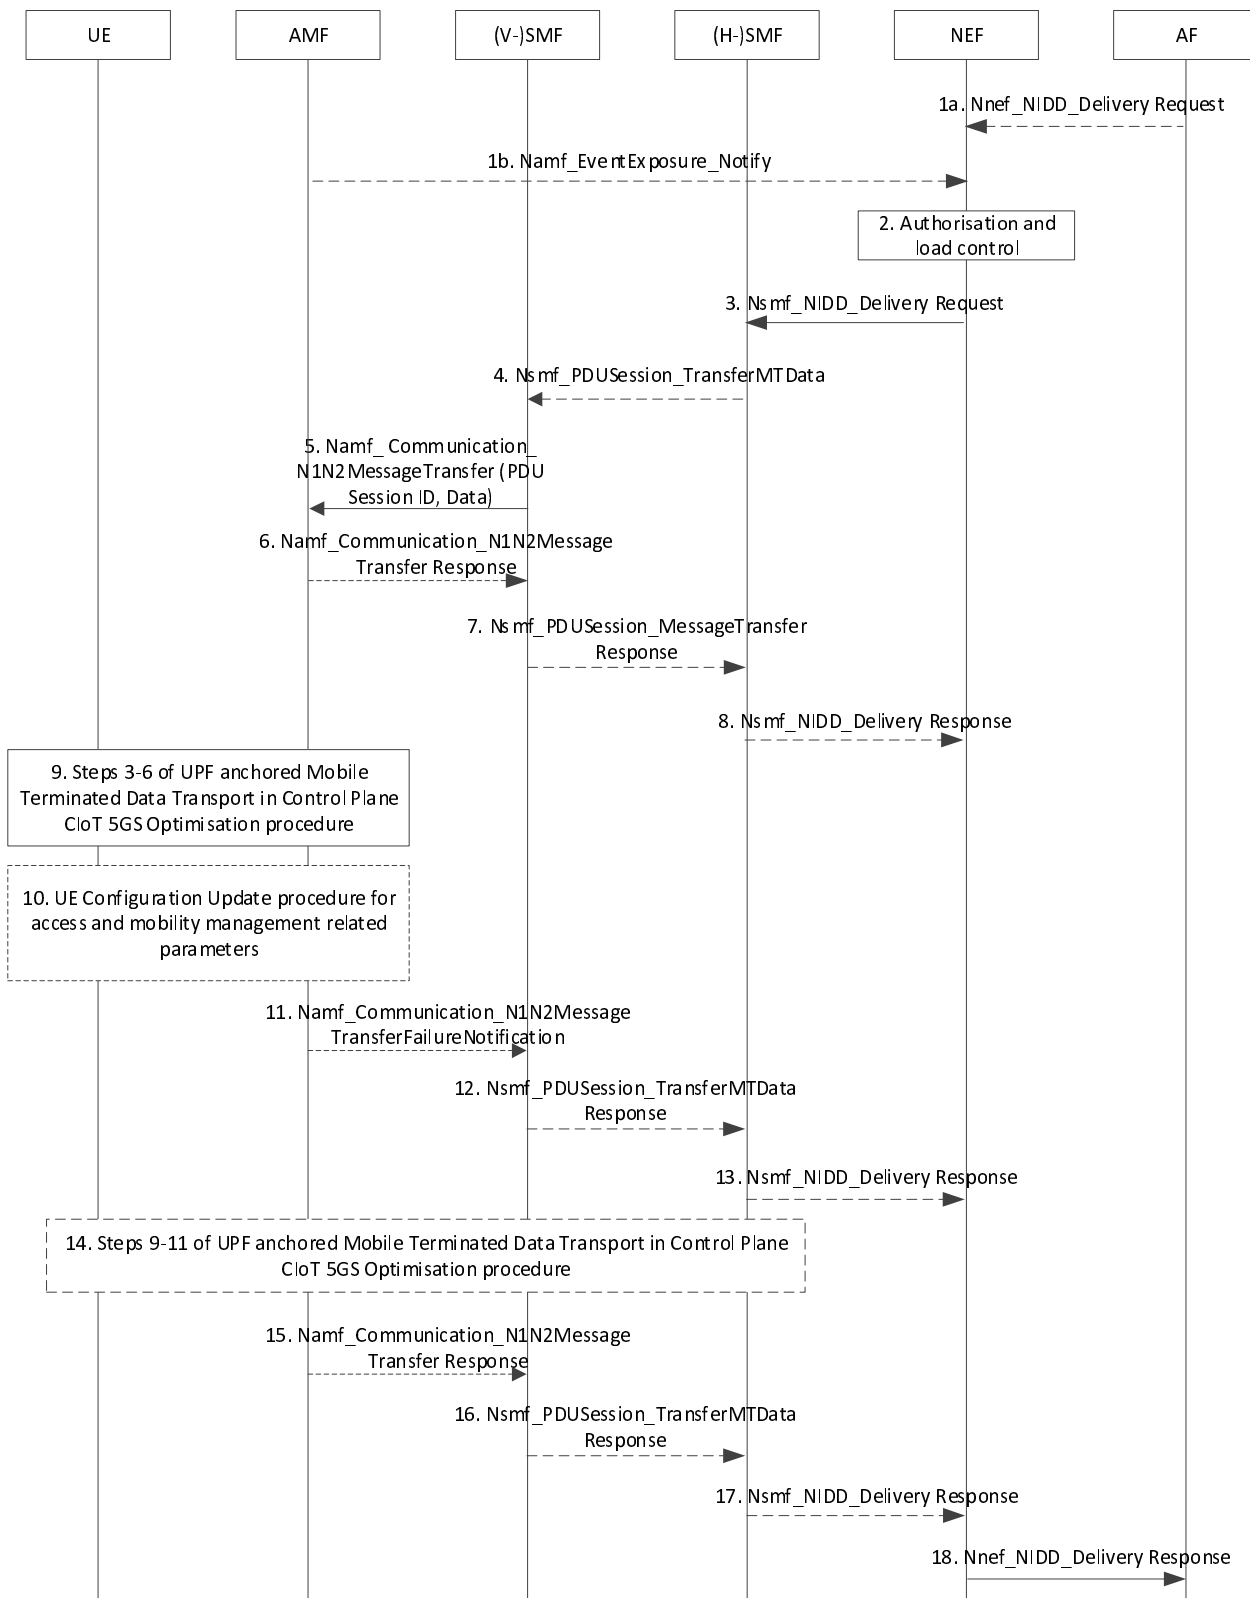 UE
AMF
(V-)SMF
(H-)SMF
NEF
AF
1a. Nnef_NIDD_Delivery Request
1b. Namf_EventExposure_Notify
2. Authorisation and
load control
3. Nsmf_NIDD_Delivery Request
4. Nsmf_PDUSession_TransferMTData
5. Namf_ Communication_
N1N2MessageTransfer (PDU
Session ID, Data)
6. Namf_Communication_N1N2Message
Transfer Response
7. Nsmf_PDUSession_MessageTransfer
Response
8. Nsmf_NIDD_Delivery Response
9. Steps 3-6 of UPF anchored Mobile
Terminated Data Transport in Control Plane
CIoT 5GS Optimisation procedure
10. UE Configuration Update procedure for
access and mobility management related
parameters
11. Namf_Communication_N1N2Message
TransferFailureNotification
12. Nsmf_PDUSession_TransferMTData
Response
13. Nsmf_NIDD_Delivery Response
14. Steps 9-11 of UPF anchored Mobile Terminated Data Transport in Control Plane
CIoT 5GS Optimisation procedure
15. Namf_Communication_N1N2Message
Transfer Response
16. Nsmf_PDUSession_TransferMTData
Response
17. Nsmf_NIDD_Delivery Response
18. Nnef_NIDD_Delivery Response